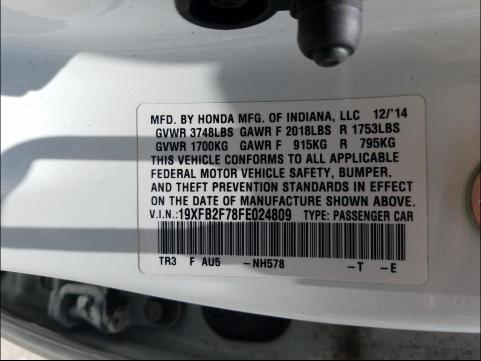 MFD. BY HONDA MFG. OF INDIANA, LLC 12/'14
GVWR 3748LBS GAWR F 2018LBS R 1753LBS
GVWR 1700KG GAWR F 915KG R 795KG
THIS VEHICLE CONFORMS TO ALL APPLICABLE
FEDERAL MOTOR VEHICLE SAFETY, BUMPER,
AND THEFT PREVENTION STANDARDS IN EFFECT
ON THE DATE OF MANUFACTURE SHOWN ABOVE.
V.I.N.:19XFB2F78FE024809 TYPE: PASSENGER CAR
TR3 F AU5 -NH578 -T -E